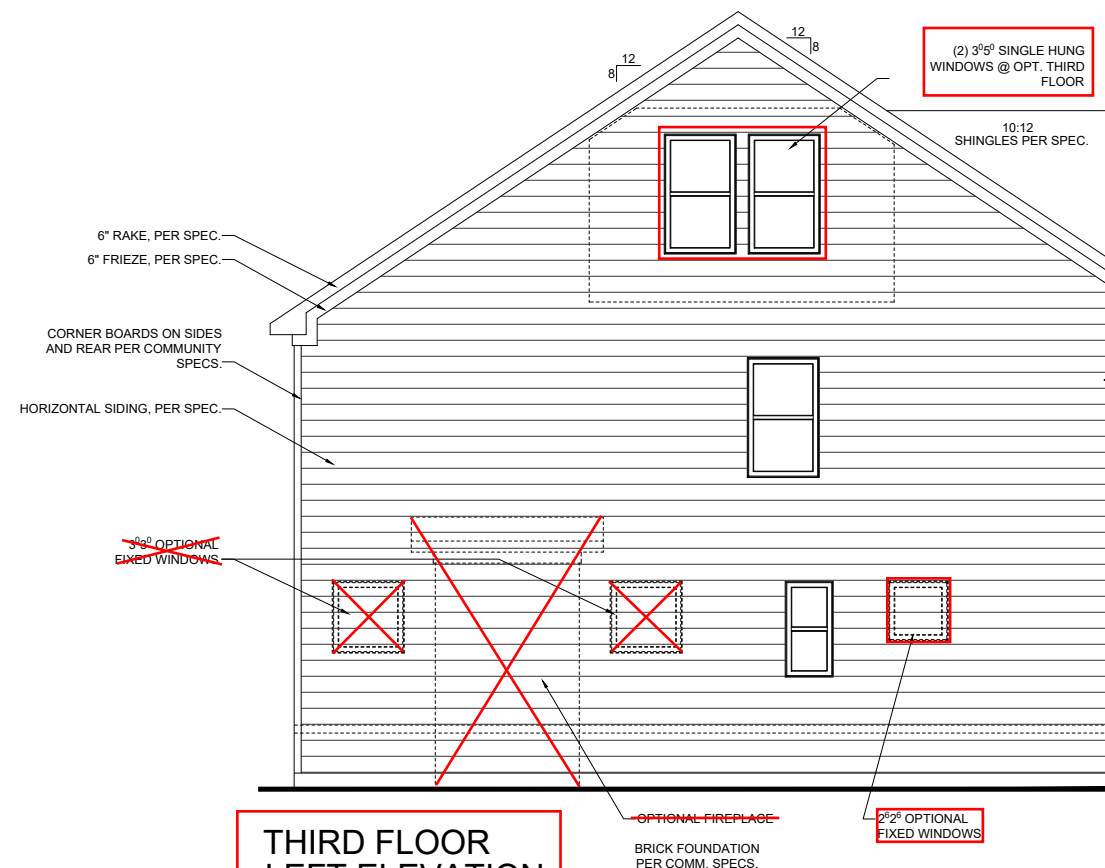 12
8
12
8
(2) 3⁰5⁰ SINGLE HUNG
WINDOWS @ OPT. THIRD
FLOOR
10:12
SHINGLES PER SPEC.
6" RAKE, PER SPEC.
6" FRIEZE, PER SPEC.
CORNER BOARDS ON SIDES
AND REAR PER COMMUNITY
SPECS.
HORIZONTAL SIDING, PER SPEC.
3⁰3⁰ OPTIONAL
FIXED WINDOWS
OPTIONAL FIREPLACE
2⁶2⁶ OPTIONAL
FIXED WINDOWS
BRICK FOUNDATION
PER COMM. SPECS.
THIRD FLOOR
LEFT ELEVATION